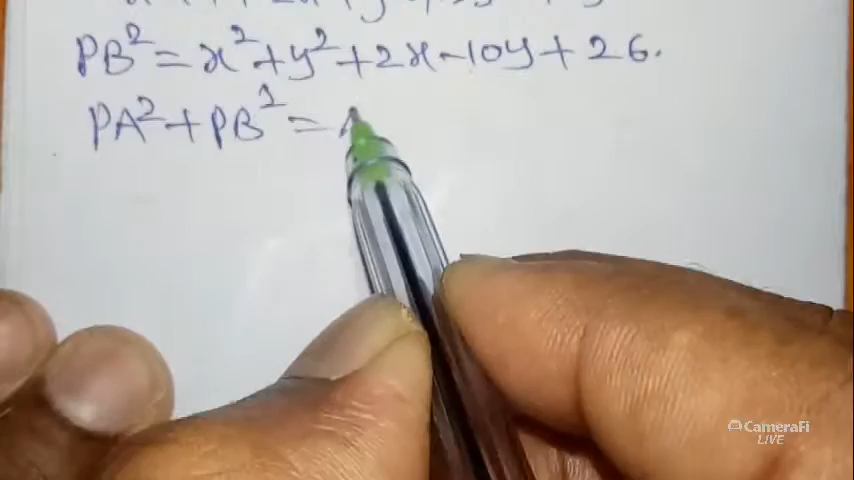 PB² = x² + y² + 2x - 10y + 26.
PA² + PB² =
CameraFi
LIVE